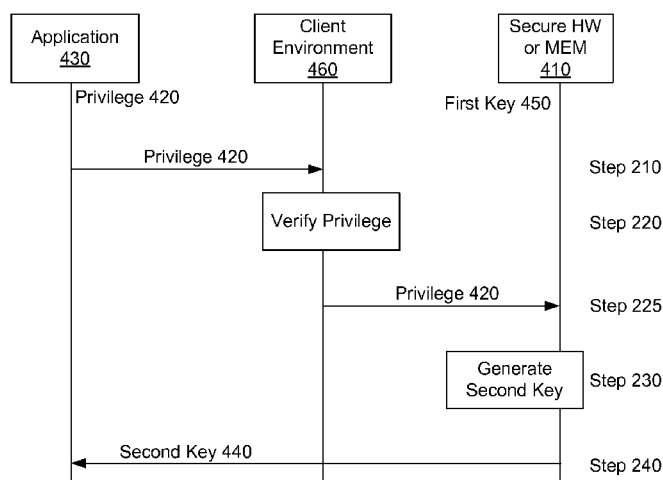 Application
430
Client
Environment
460
Secure HW
or MEM
410
Privilege 420
First Key 450
Privilege 420
Step 210
Verify Privilege
Step 220
Privilege 420
Step 225
Generate
Second Key
Step 230
Second Key 440
Step 240